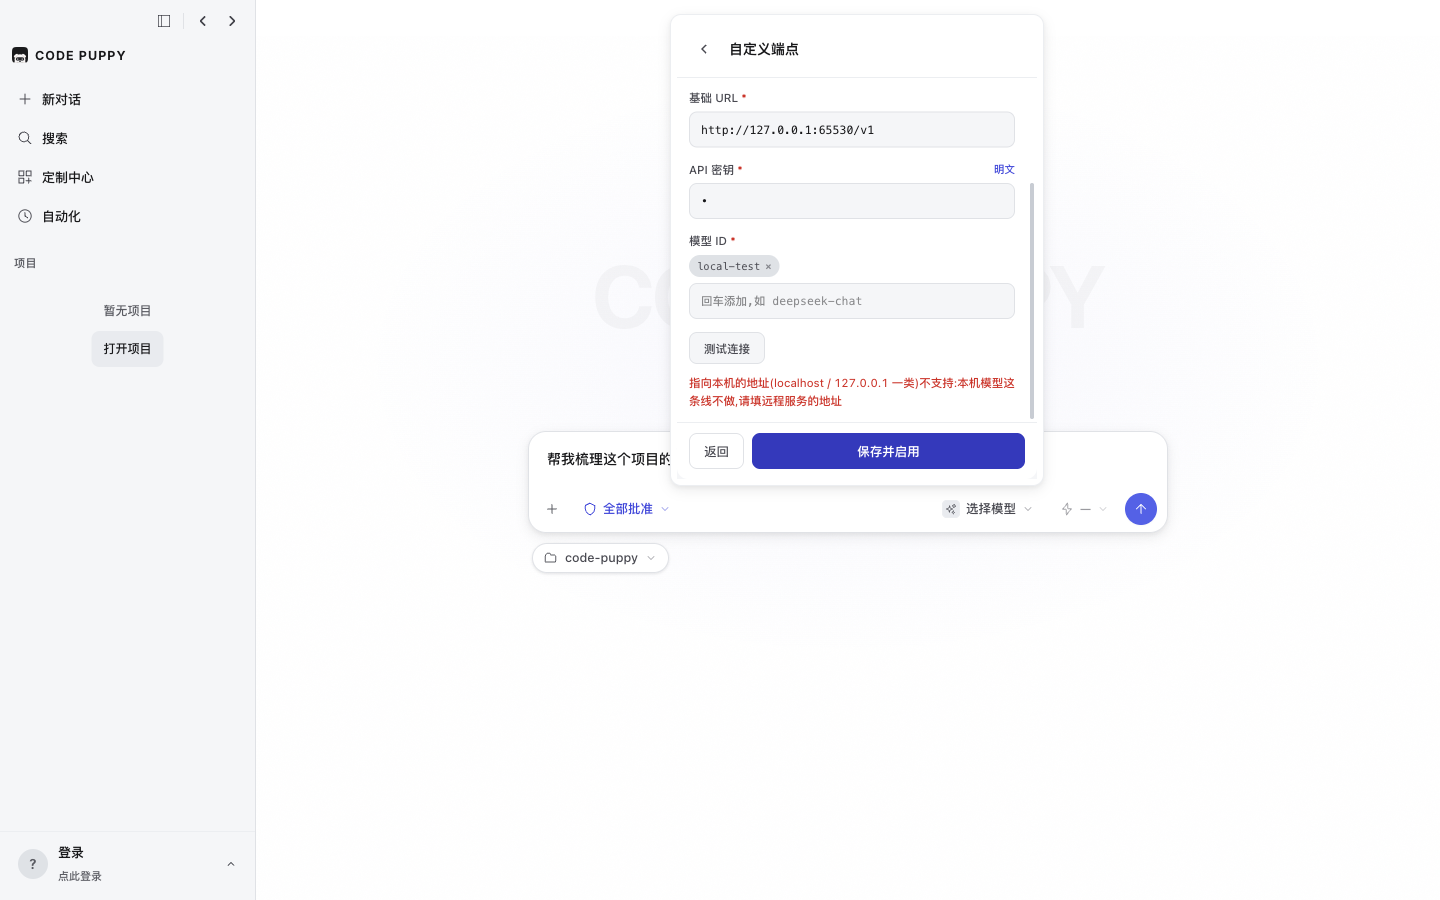 CODE PUPPY
新对话
搜索
定制中心
自动化
项目
暂无项目
打开项目
?
登录
点此登录
自定义端点
基础 URL *
http://127.0.0.1:65530/v1
API 密钥 *
明文
•
模型 ID *
local-test ×
回车添加,如 deepseek-chat
测试连接
指向本机的地址(localhost / 127.0.0.1 一类)不支持:本机模型这
条线不做,请填远程服务的地址
返回
保存并启用
帮我梳理这个项目的
全部批准
选择模型
—
code-puppy